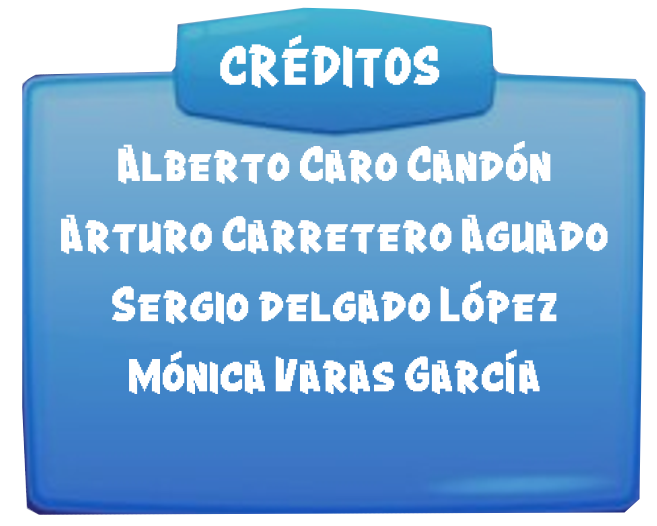 CRÉDITOS
Alberto Caro Candón
Arturo Carretero Aguado
Sergio delgado López
Mónica Varas García